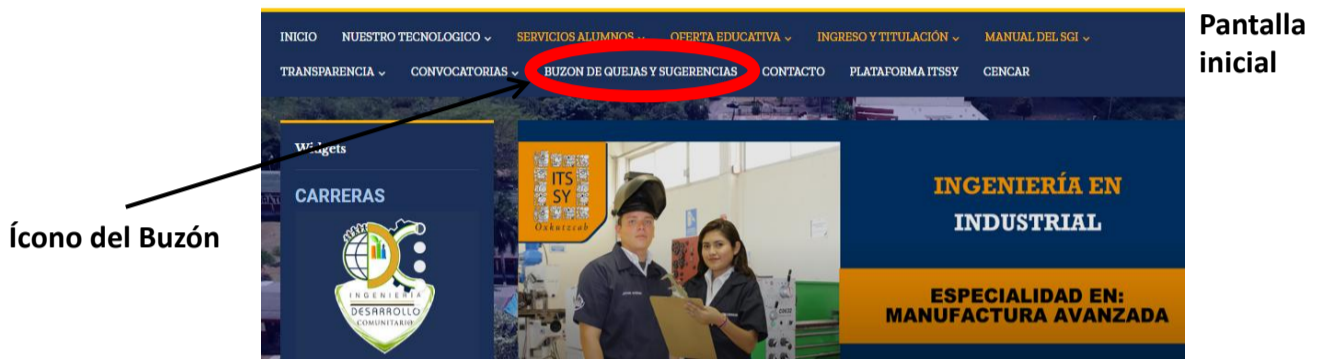 Pantalla
inicial
INICIO NUESTRO TECNOLOGICO SERVICIOS ALUMNOS OFERTA EDUCATIVA INGRESO Y TITULACIÓN MANUAL DEL SGI
TRANSPARENCIA CONVOCATORIAS BUZON DE QUEJAS Y SUGERENCIAS CONTACTO PLATAFORMA ITSSY CENCAR
Widgets
CARRERAS
Ícono del Buzón
INGENIERÍA
DESARROLLO
COMUNITARIO
ITS
SY
Oxkutzcab
INGENIERÍA EN
INDUSTRIAL
ESPECIALIDAD EN:
MANUFACTURA AVANZADA